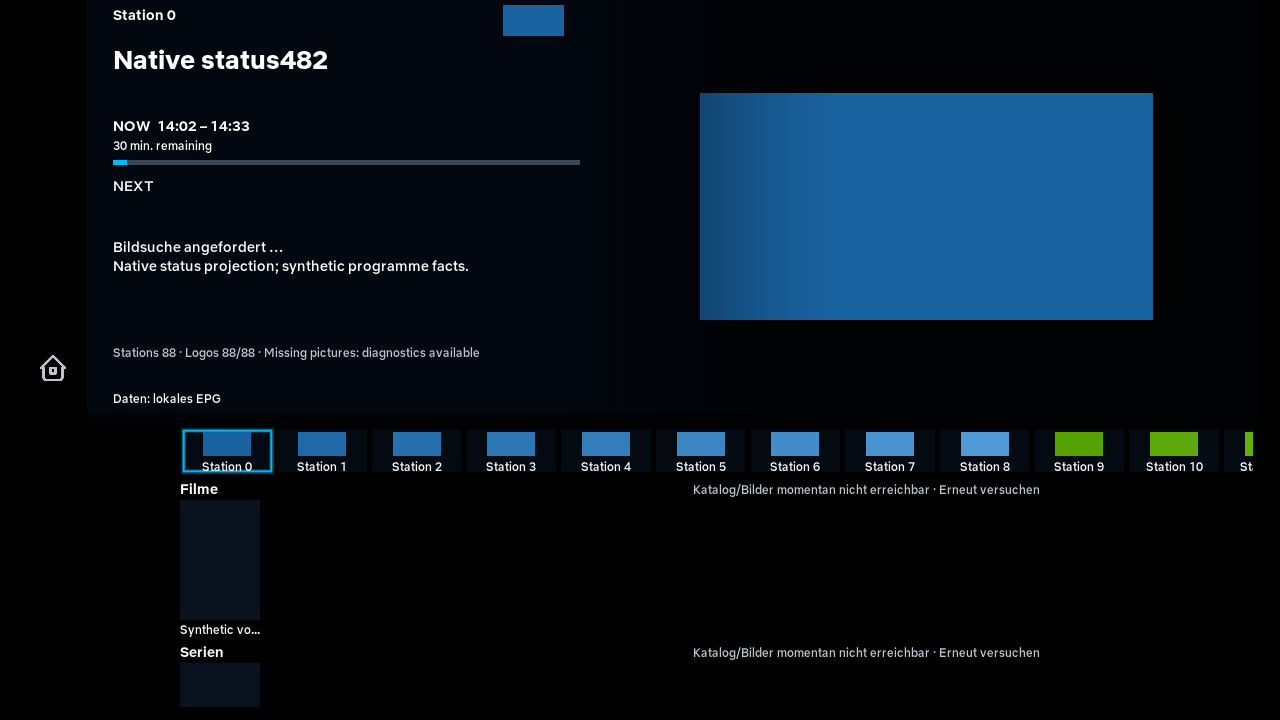 Station 0
Native status482
NOW 14:02 – 14:33
30 min. remaining
NEXT
Bildsuche angefordert …
Native status projection; synthetic programme facts.
Stations 88 · Logos 88/88 · Missing pictures: diagnostics available
Daten: lokales EPG
Station 0
Station 1
Station 2
Station 3
Station 4
Station 5
Station 6
Station 7
Station 8
Station 9
Station 10
Sta
Filme
Katalog/Bilder momentan nicht erreichbar · Erneut versuchen
Synthetic vo…
Serien
Katalog/Bilder momentan nicht erreichbar · Erneut versuchen